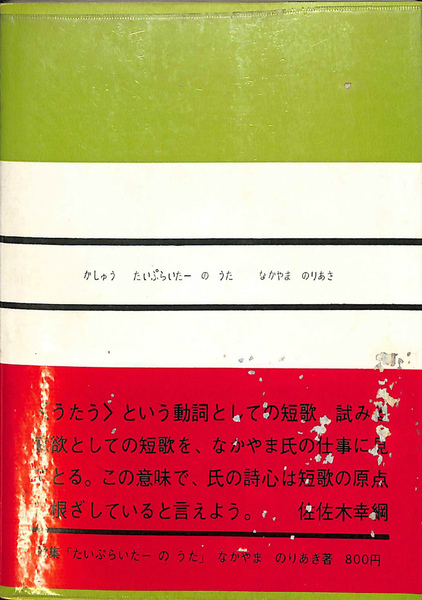 かしゅう　たいぷらいたー の うた　なかやま のりあき
うたう〉という動詞としての短歌、試み
欲としての短歌を、なかやま氏の仕事に見
とる。この意味で、氏の詩心は短歌の原点
根ざしていると言えよう。　佐佐木幸綱
集「たいぷらいたー の うた」 なかやま のりあき著 800円